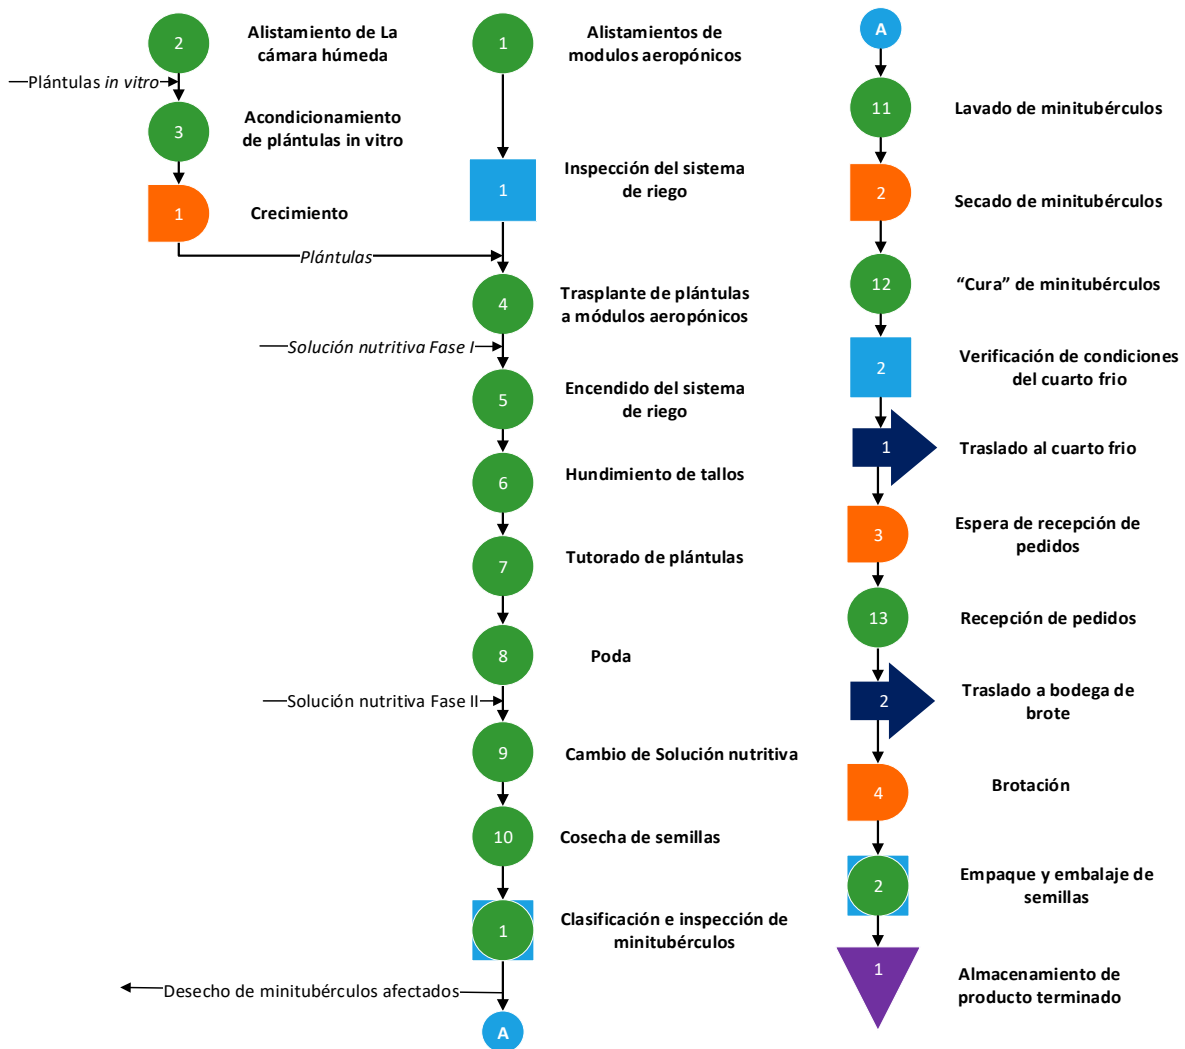 2
Alistamiento de La
cámara húmeda
Plántulas in vitro
3
Acondicionamiento
de plántulas in vitro
1
Crecimiento
Plántulas
1
Alistamientos de
modulos aeropónicos
1
Inspección del sistema
de riego
4
Trasplante de plántulas
a módulos aeropónicos
Solución nutritiva Fase I
5
Encendido del sistema
de riego
6
Hundimiento de tallos
7
Tutorado de plántulas
8
Poda
Solución nutritiva Fase II
9
Cambio de Solución nutritiva
10
Cosecha de semillas
1
Clasificación e inspección de
minitubérculos
Desecho de minitubérculos afectados
A
A
11
Lavado de minitubérculos
2
Secado de minitubérculos
12
“Cura” de minitubérculos
2
Verificación de condiciones
del cuarto frio
1
Traslado al cuarto frio
3
Espera de recepción de
pedidos
13
Recepción de pedidos
2
Traslado a bodega de
brote
4
Brotación
2
Empaque y embalaje de
semillas
1
Almacenamiento de
producto terminado